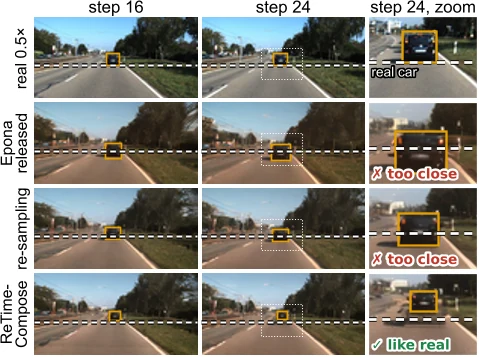 step 16
step 24
step 24, zoom
real 0.5×
real car
Epona
released
✗ too close
re-sampling
✗ too close
ReTime-
Compose
✓ like real